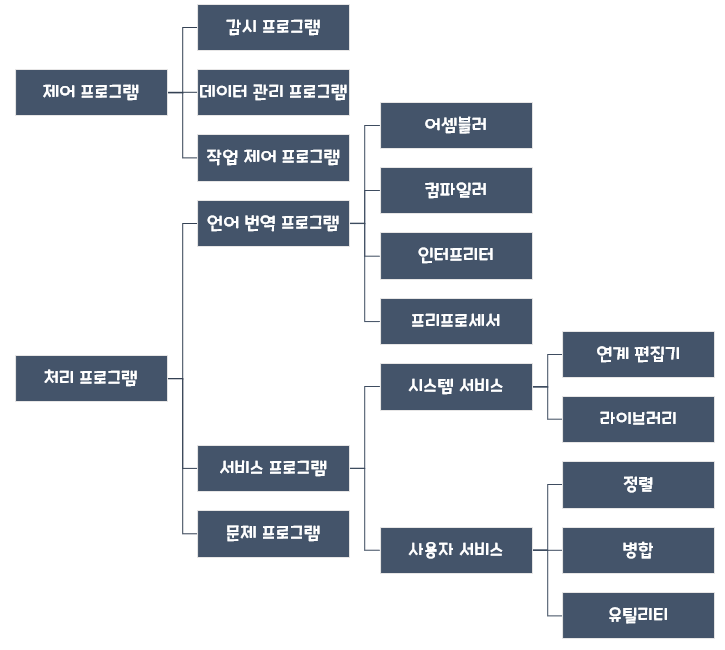 제어 프로그램
감시 프로그램
데이터 관리 프로그램
작업 제어 프로그램
처리 프로그램
언어 번역 프로그램
어셈블러
컴파일러
인터프리터
프리프로세서
서비스 프로그램
시스템 서비스
연계 편집기
라이브러리
사용자 서비스
정렬
병합
유틸리티
문제 프로그램